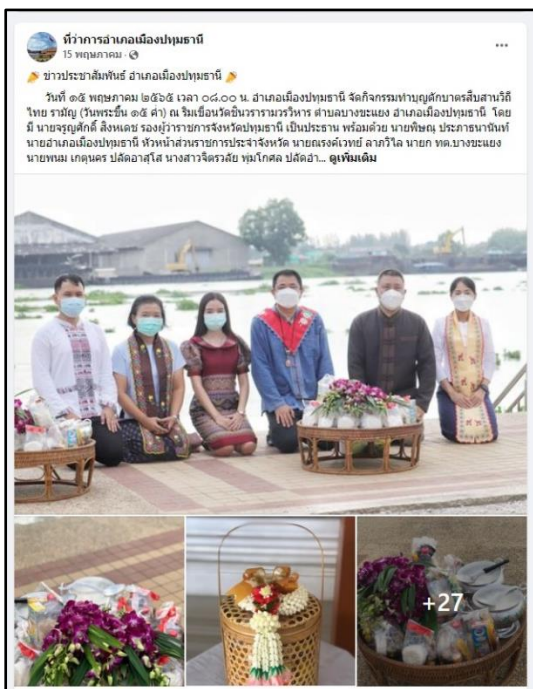 ที่ว่าการอำเภอเมืองปทุมธานี
15 พฤษภาคม ·
ข่าวประชาสัมพันธ์ อำเภอเมืองปทุมธานี
วันที่ ๑๕ พฤษภาคม ๒๕๖๕ เวลา ๐๘.๐๐ น. อำเภอเมืองปทุมธานี จัดกิจกรรมทำบุญตักบาตรสืบสานวิถี
ไทย รามัญ (วันพระขึ้น ๑๕ ค่ำ) ณ ริมเขื่อนวัดชินวรารามวรวิหาร ตำบลบางขะแยง อำเภอเมืองปทุมธานี โดย
มี นายจรูญศักดิ์ สิงหเดช รองผู้ว่าราชการจังหวัดปทุมธานี เป็นประธาน พร้อมด้วย นายพิษณุ ประภาธนานันท์
นายอำเภอเมืองปทุมธานี หัวหน้าส่วนราชการประจำจังหวัด นายณรงค์เวทย์ ลาภวิไล นายก ทต.บางขะแยง
นายพนม เกตุนคร ปลัดอาวุโส นางสาวจิตรวลัย พุ่มโกศล ปลัดอำ... ดูเพิ่มเติม
+27